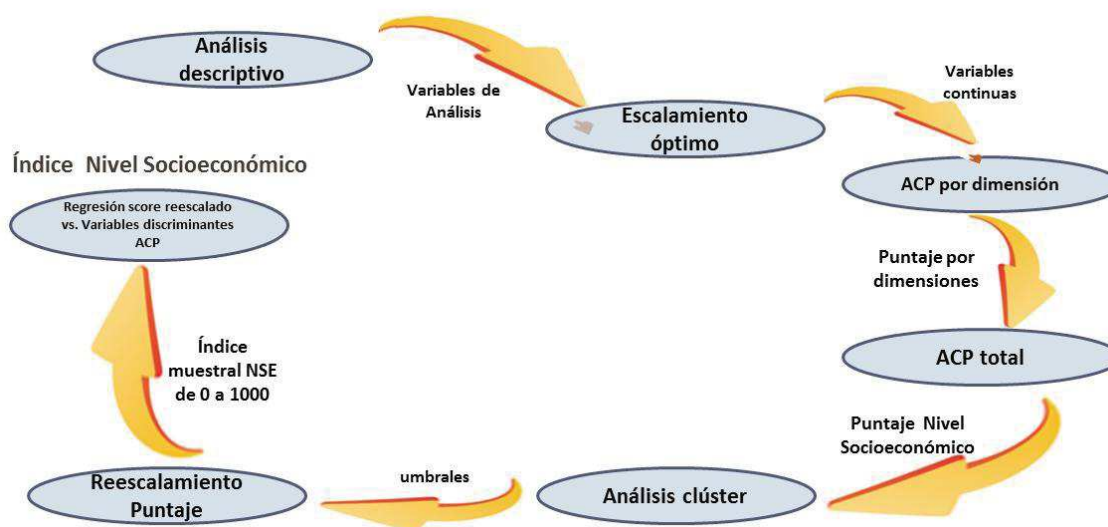 Análisis
descriptivo
Variables de
Análisis
Escalamiento
óptimo
Variables
continuas
ACP por dimensión
Puntaje por
dimensiones
ACP total
Puntaje Nivel
Socioeconómico
Análisis clúster
umbrales
Reescalamiento
Puntaje
Índice
muestral NSE
de 0 a 1000
Índice Nivel Socioeconómico
Regresión score reescalado
vs. Variables discriminantes
ACP